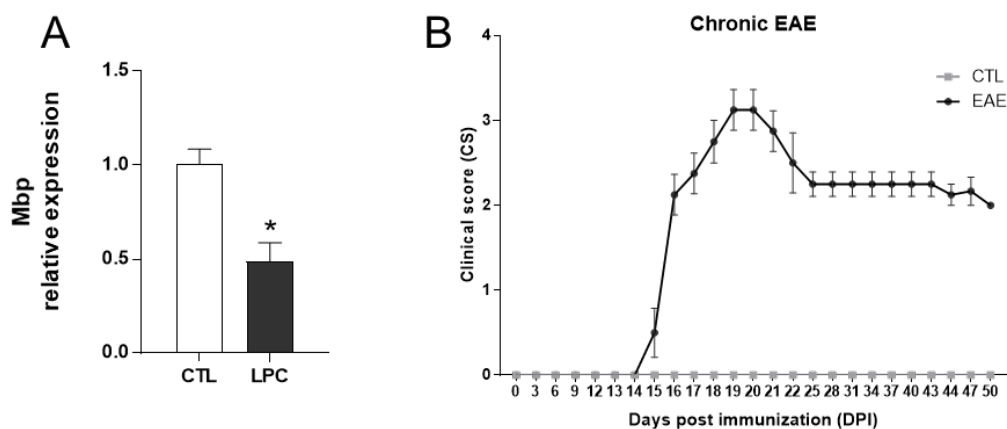 A
Mbp
relative expression
1.5
1.0
0.5
0.0
*
CTL LPC
B
Chronic EAE
CTL
EAE
Clinical score (CS)
4
3
2
1
0
0 3 6 9 12 13 14 15 16 17 18 19 20 21 22 25 28 31 34 37 40 43 44 47 50
Days post immunization (DPI)